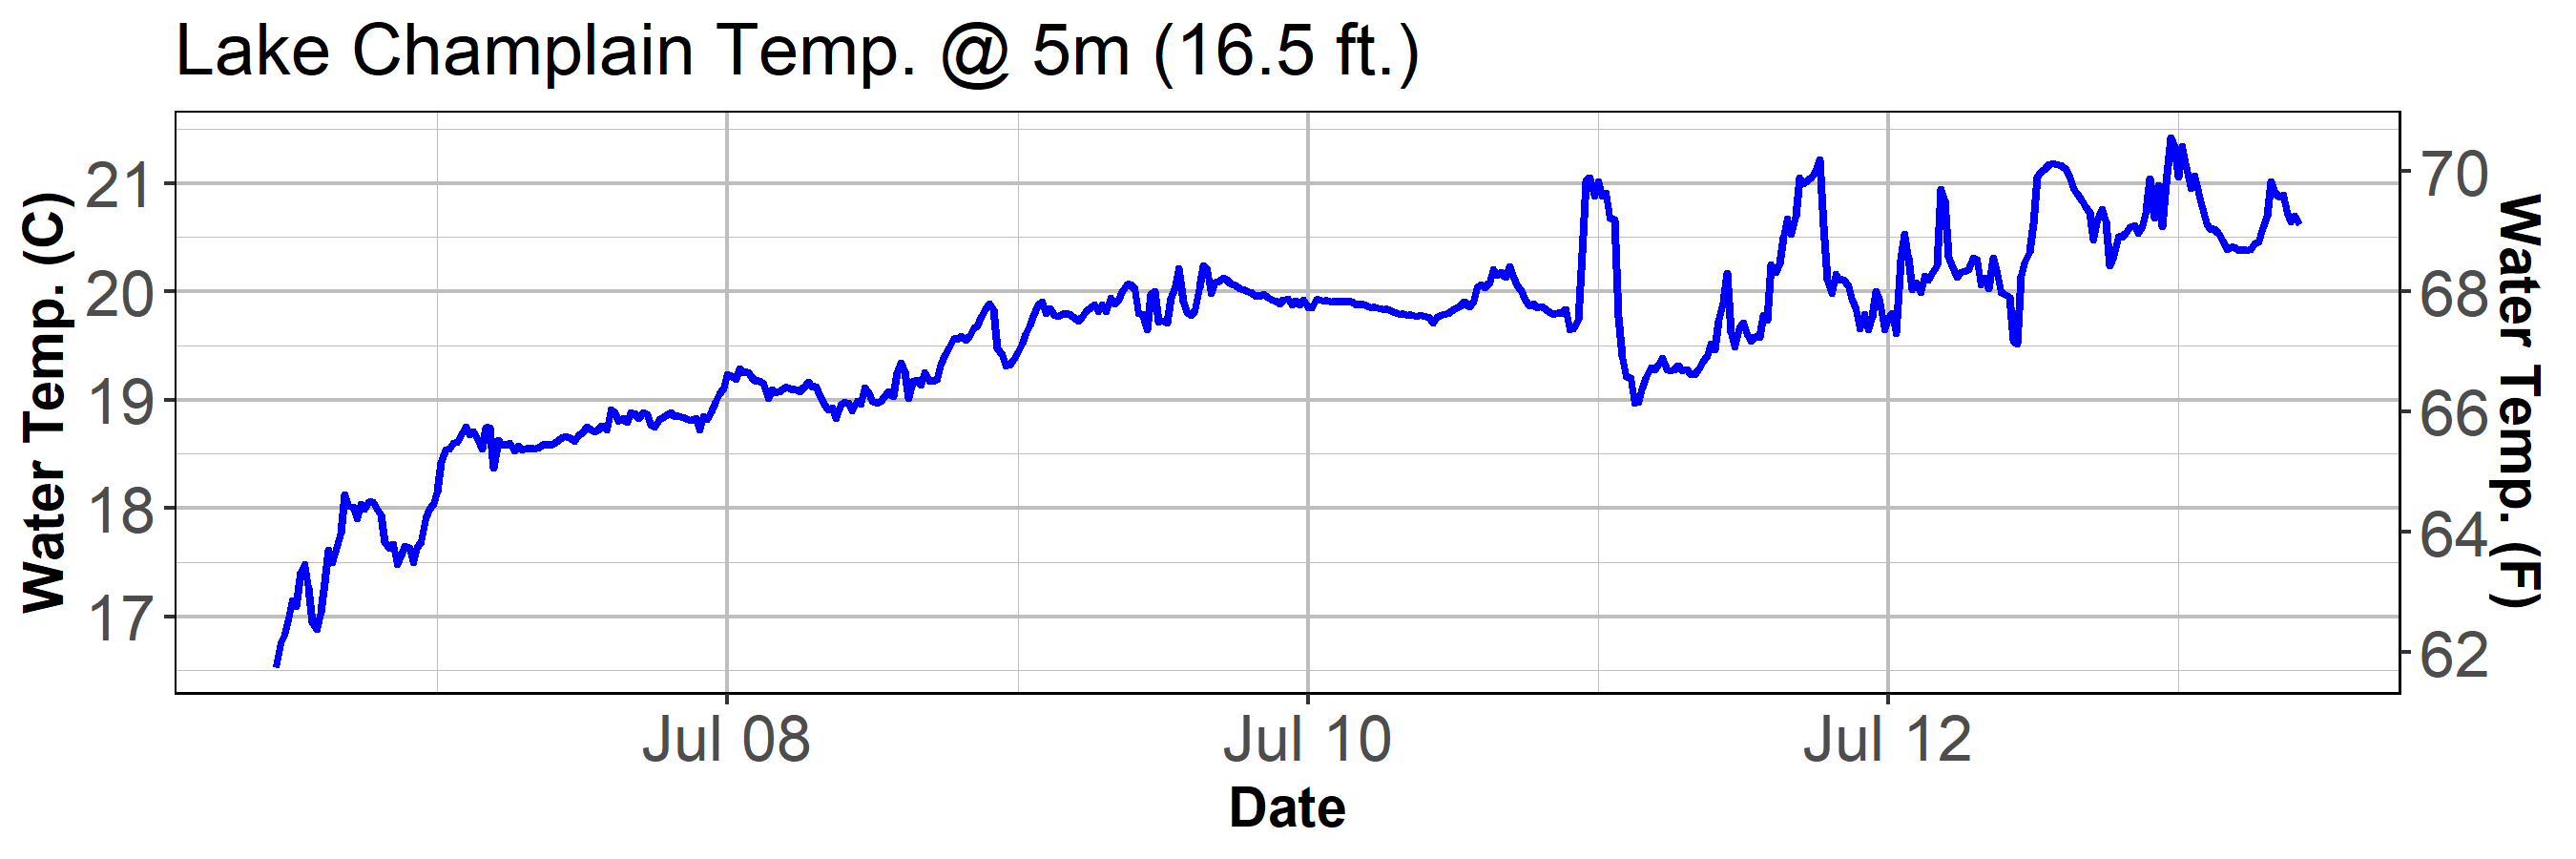 Lake Champlain Temp. @ 5m (16.5 ft.)
Water Temp. (C)
21
20
19
18
17
70
68
66
64
62
Water Temp. (F)
Jul 08
Jul 10
Jul 12
Date